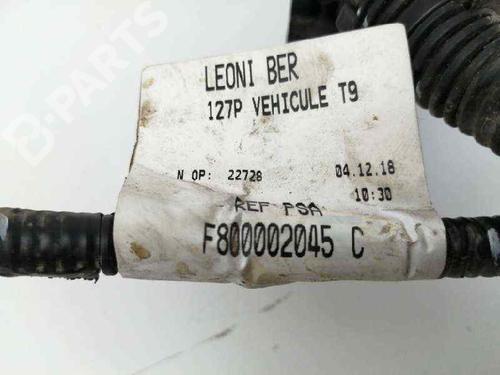 B-PARTS
LEONI BER
127P VEHICULE T9
N OP: 22728 04.12.18
10:30
REF PSA
F800002045 C